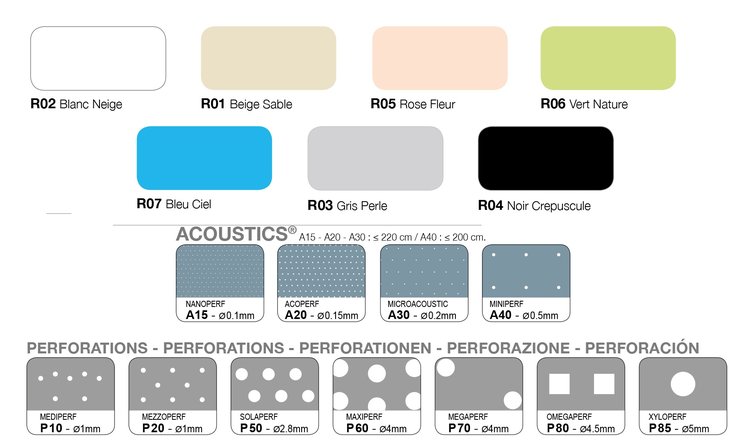 R02 Blanc Neige
R01 Beige Sable
R05 Rose Fleur
R06 Vert Nature
R07 Bleu Ciel
R03 Gris Perle
R04 Noir Crepuscule
ACOUSTICS® A15 - A20 - A30 : ≤ 220 cm / A40 : ≤ 200 cm.
NANOPERF
A15 - ø0.1mm
ACOPERF
A20 - ø0.15mm
MICROACOUSTIC
A30 - ø0.2mm
MINIPERF
A40 - ø0.5mm
PERFORATIONS - PERFORATIONS - PERFORATIONEN - PERFORAZIONE - PERFORACIÓN
MEDIPERF
P10 - ø1mm
MEZZOPERF
P20 - ø1mm
SOLAPERF
P50 - ø2.8mm
MAXIPERF
P60 - ø4mm
MEGAPERF
P70 - ø4mm
OMEGAPERF
P80 - ø4.5mm
XYLOPERF
P85 - ø5mm